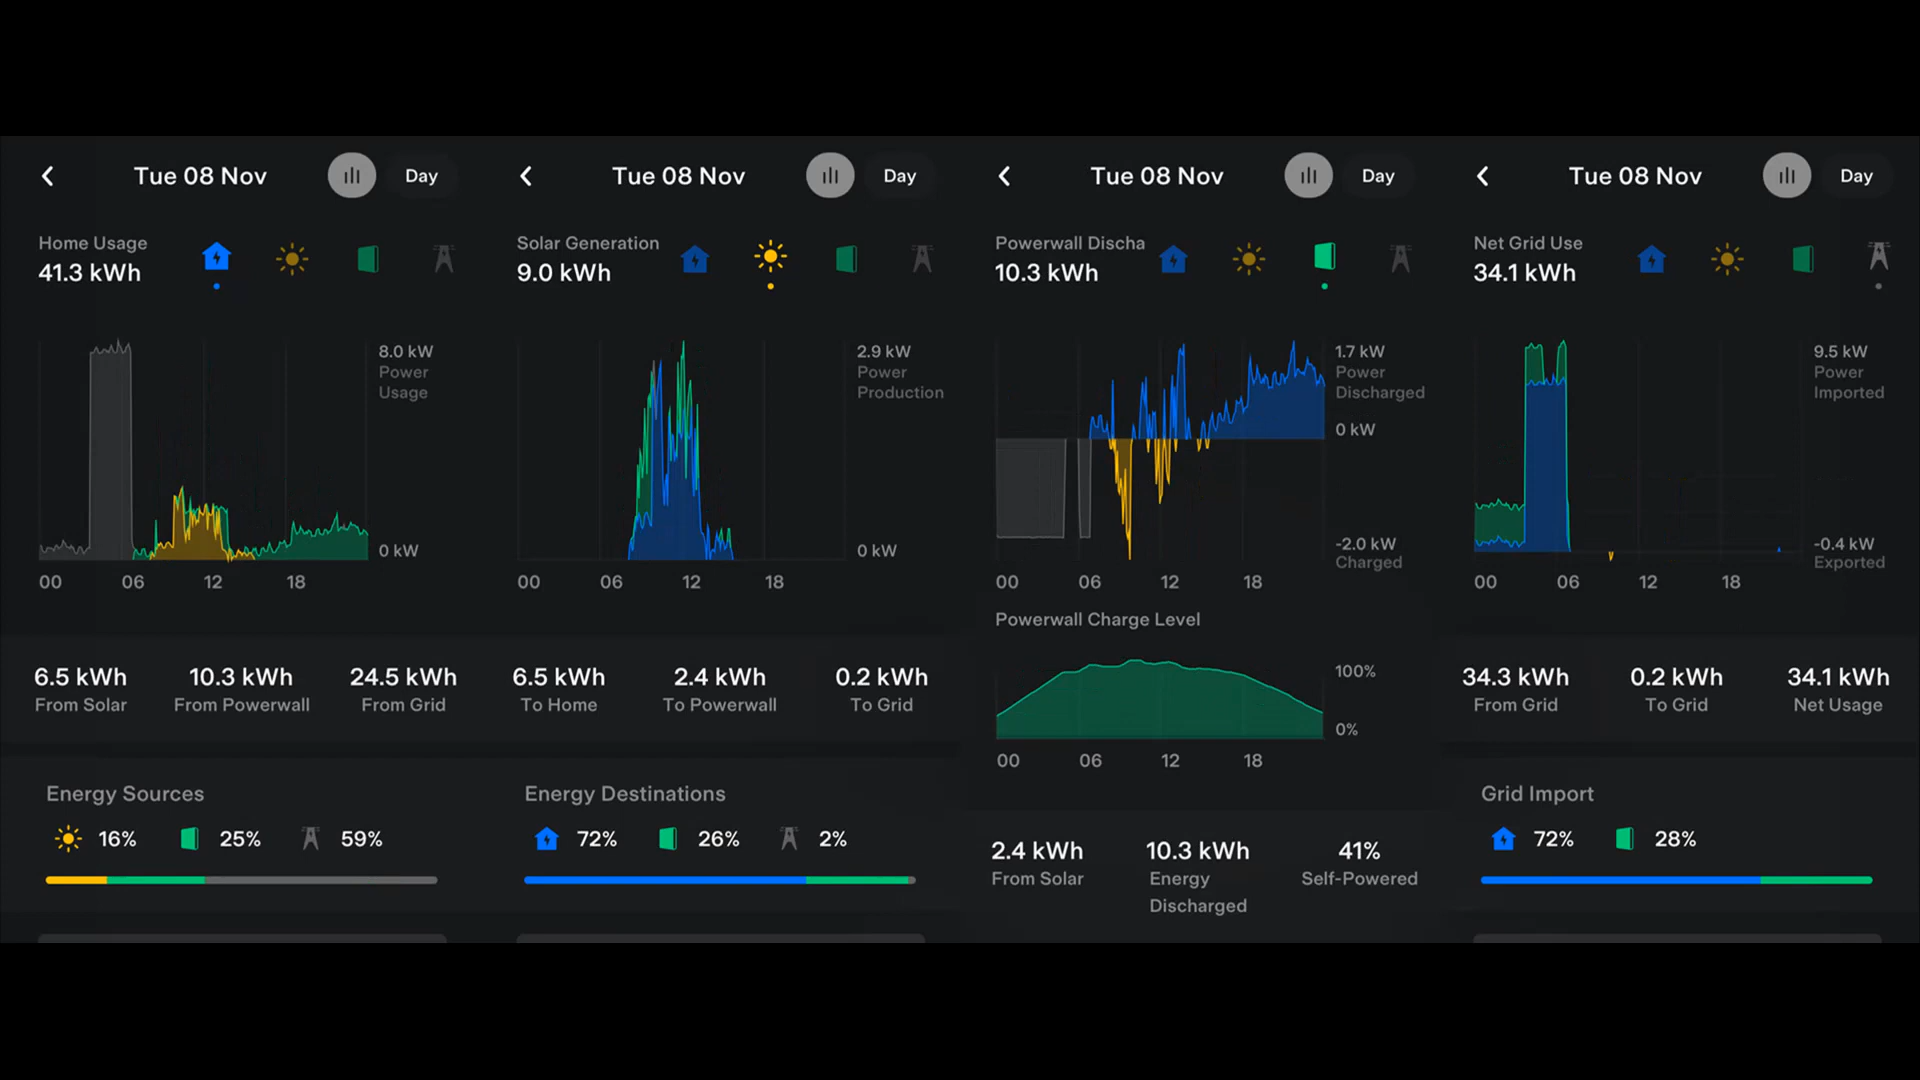 Tue 08 Nov
Day
Home Usage
41.3 kWh
8.0 kW
Power
Usage
0 kW
00 06 12 18
6.5 kWh 10.3 kWh 24.5 kWh
From Solar From Powerwall From Grid
Energy Sources
16% 25% 59%
Tue 08 Nov
Day
Solar Generation
9.0 kWh
2.9 kW
Power
Production
0 kW
00 06 12 18
6.5 kWh 2.4 kWh 0.2 kWh
To Home To Powerwall To Grid
Energy Destinations
72% 26% 2%
Tue 08 Nov
Day
Powerwall Discha
10.3 kWh
1.7 kW
Power
Discharged
0 kW
-2.0 kW
Charged
00 06 12 18
Powerwall Charge Level
100%
0%
00 06 12 18
2.4 kWh 10.3 kWh 41%
From Solar Energy Self-Powered
Discharged
Tue 08 Nov
Day
Net Grid Use
34.1 kWh
9.5 kW
Power
Imported
-0.4 kW
Exported
00 06 12 18
34.3 kWh 0.2 kWh 34.1 kWh
From Grid To Grid Net Usage
Grid Import
72% 28%